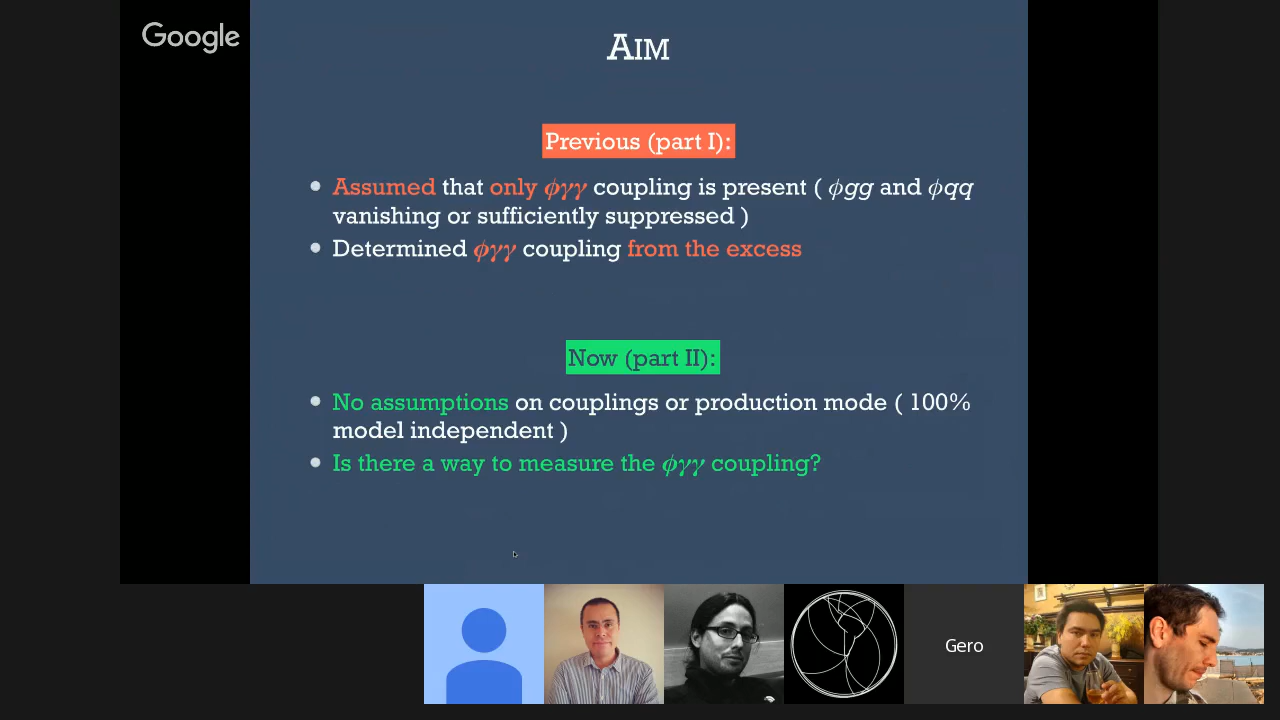 Google
AIM
Previous (part I):
• Assumed that only ϕγγ coupling is present ( ϕgg and ϕqq
vanishing or sufficiently suppressed )
• Determined ϕγγ coupling from the excess
Now (part II):
• No assumptions on couplings or production mode ( 100%
model independent )
• Is there a way to measure the ϕγγ coupling?
Gero